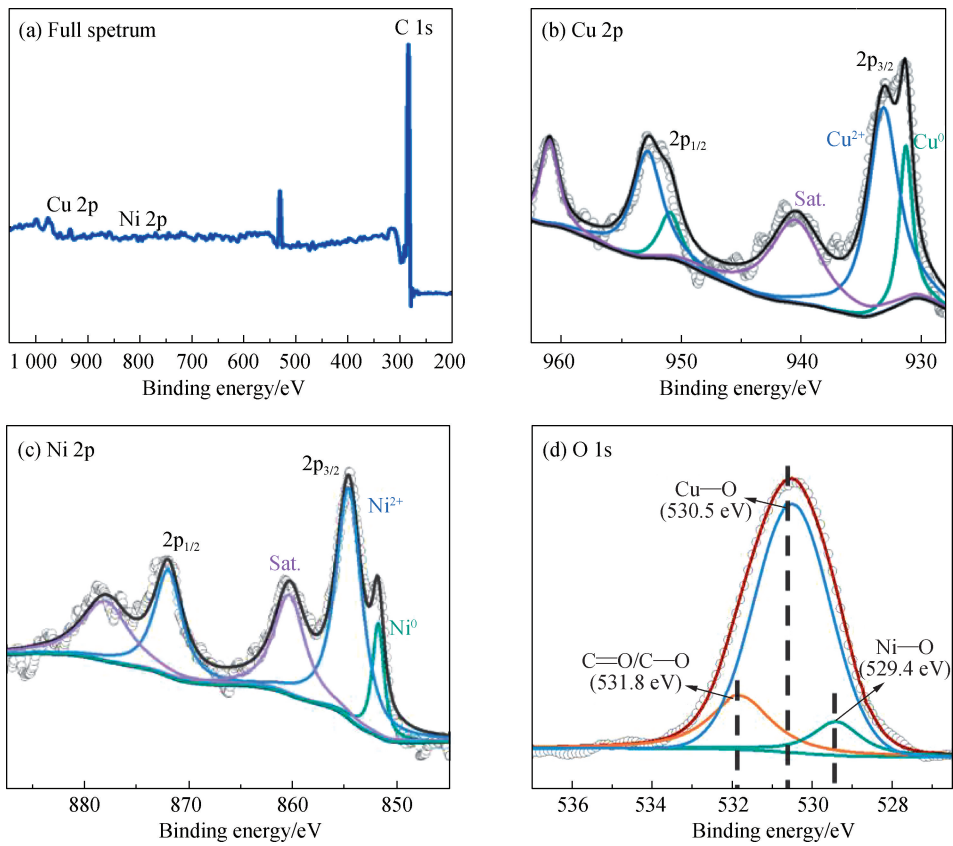 (a) Full spetrum
C 1s
Cu 2p
Ni 2p
1 000 900 800 700 600 500 400 300 200
Binding energy/eV
(b) Cu 2p
2p3/2
2p1/2
Cu2+
Cu0
Sat.
960 950 940 930
Binding energy/eV
(c) Ni 2p
2p3/2
Ni2+
2p1/2
Sat.
Ni0
880 870 860 850
Binding energy/eV
(d) O 1s
Cu—O
(530.5 eV)
C=O/C—O
(531.8 eV)
Ni—O
(529.4 eV)
536 534 532 530 528
Binding energy/eV